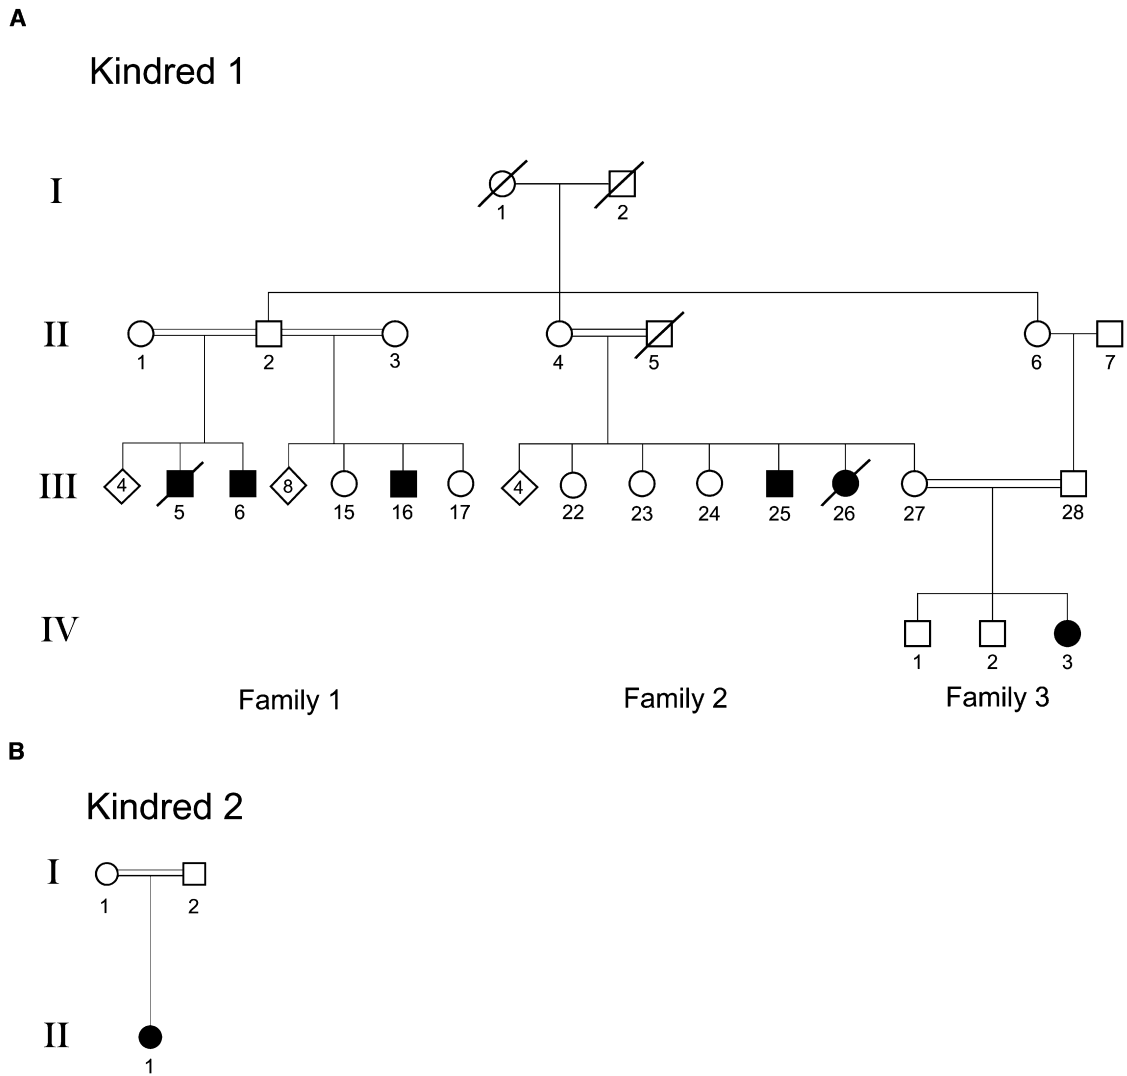 A
Kindred 1
I
1 2
II
1 2 3 4 5 6 7
III
4 8 4
5 6 15 16 17 22 23 24 25 26 27 28
IV
1 2 3
Family 1 Family 2 Family 3
B
Kindred 2
I
1 2
II
1